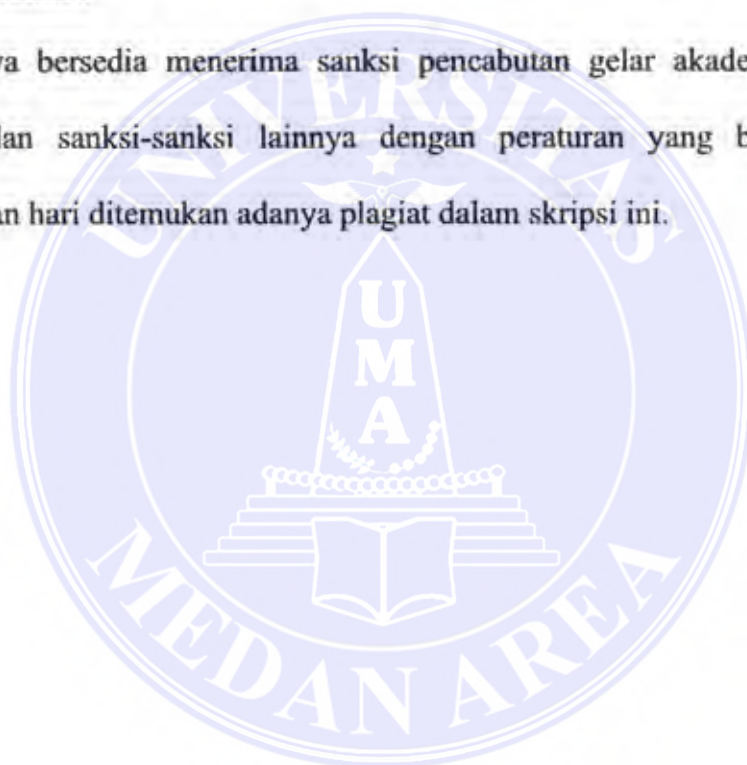 ya bersedia menerima sanksi pencabutan gelar akade
dan sanksi-sanksi lainnya dengan peraturan yang b
an hari ditemukan adanya plagiat dalam skripsi ini.
UNIVERSITAS
U
M
A
MEDAN AREA